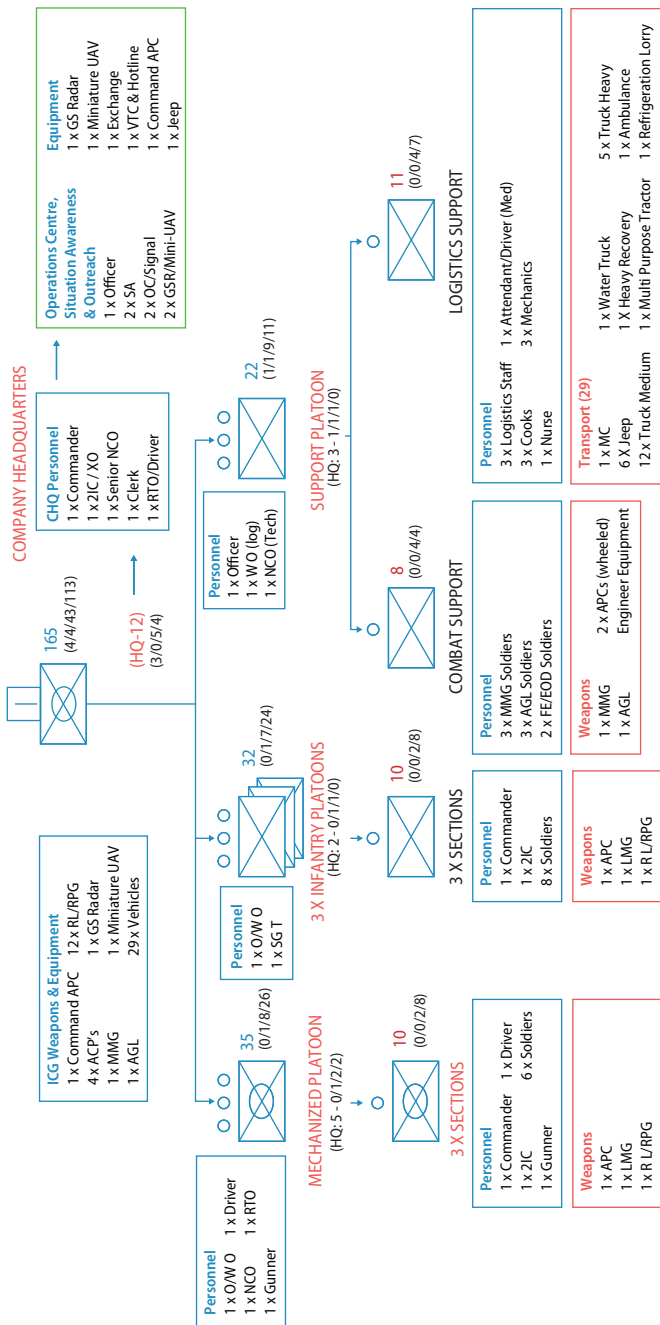 COMPANY HEADQUARTERS
165
(4/4/43/113)
(HQ-12)
(3/0/5/4)
ICG Weapons & Equipment
1 x Command APC
4 x ACP's
1 x MMG
1 x AGL
12 x RL/RPG
1 x GS Radar
1 x Miniature UAV
29 x Vehicles
CHQ Personnel
1 x Commander
1 x 2IC / XO
1 x Senior NCO
1 x Clerk
1 x RTO/Driver
Operations Centre,
Situation Awareness
& Outreach
1 x Officer
2 x SA
2 x OC/Signal
2 x GSR/Mini-UAV
Equipment
1 x GS Radar
1 x Miniature UAV
1 x Exchange
1 x VTC & Hotline
1 x Command APC
1 x Jeep
Personnel
1 x O/W O
1 x NCO
1 x Gunner
1 x Driver
1 x RTO
35
(0/1/8/26)
MECHANIZED PLATOON
(HQ: 5 - 0/1/2/2)
10
(0/0/2/8)
3 X SECTIONS
Personnel
1 x Commander
1 x 2IC
1 x Gunner
1 x Driver
6 x Soldiers
Weapons
1 x APC
1 x LMG
1 x R L/RPG
Personnel
1 x O/W O
1 x SG T
32
(0/1/7/24)
3 X INFANTRY PLATOONS
(HQ: 2 - 0/1/1/0)
10
(0/0/2/8)
3 X SECTIONS
Personnel
1 x Commander
1 x 2IC
8 x Soldiers
Weapons
1 x APC
1 x LMG
1 x R L/RPG
Personnel
1 x Officer
1 x W O (log)
1 x NCO (Tech)
22
(1/1/9/11)
SUPPORT PLATOON
(HQ: 3 - 1/1/1/0)
8
(0/0/4/4)
COMBAT SUPPORT
Personnel
3 x MMG Soldiers
3 x AGL Soldiers
2 x FE/EOD Soldiers
Weapons
1 x MMG
1 x AGL
2 x APCs (wheeled)
Engineer Equipment
11
(0/0/4/7)
LOGISTICS SUPPORT
Personnel
3 x Logistics Staff
3 x Cooks
1 x Nurse
1 x Attendant/Driver (Med)
3 x Mechanics
Transport (29)
1 x MC
6 x Jeep
12 x Truck Medium
1 x Water Truck
1 X Heavy Recovery
1 x Multi Purpose Tractor
5 x Truck Heavy
1 x Ambulance
1 x Refrigeration Lorry